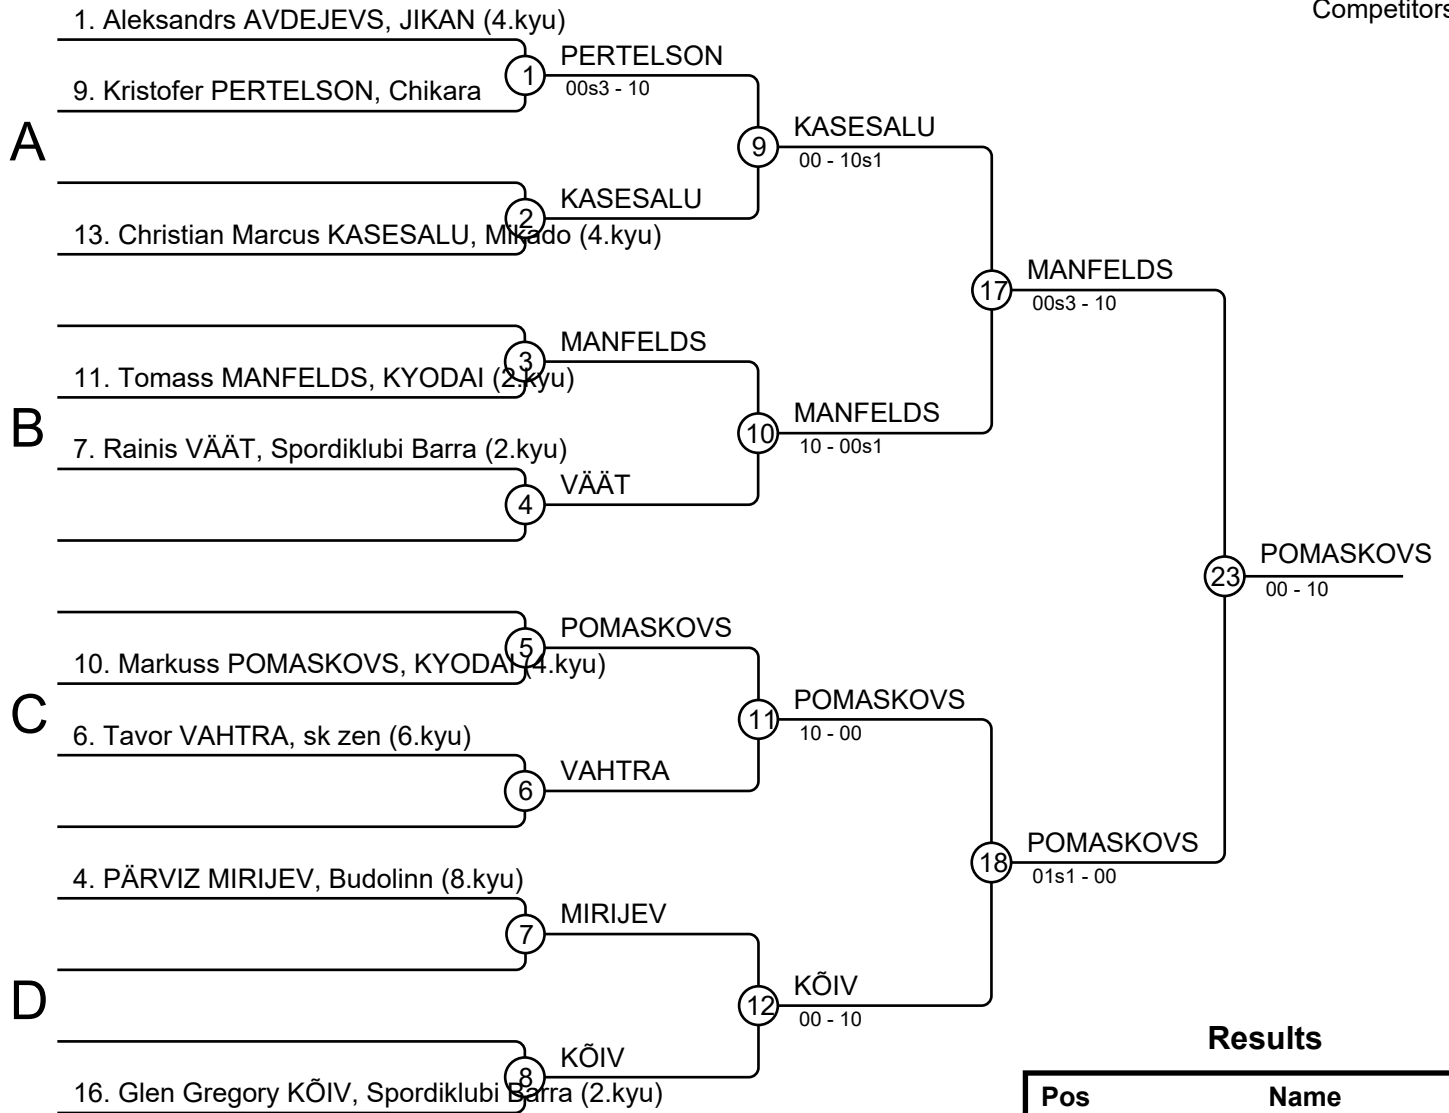 Competitors
1. Aleksandrs AVDEJEVS, JIKAN (4.kyu)
1
PERTELSON
00s3 - 10
9. Kristofer PERTELSON, Chikara
A
9
KASESALU
00 - 10s1
2
KASESALU
13. Christian Marcus KASESALU, Mikado (4.kyu)
17
MANFELDS
00s3 - 10
3
MANFELDS
11. Tomass MANFELDS, KYODAI (2.kyu)
B
10
MANFELDS
10 - 00s1
7. Rainis VÄÄT, Spordiklubi Barra (2.kyu)
4
VÄÄT
23
POMASKOVS
00 - 10
5
POMASKOVS
10. Markuss POMASKOVS, KYODAI (4.kyu)
C
11
POMASKOVS
10 - 00
6. Tavor VAHTRA, sk zen (6.kyu)
6
VAHTRA
18
POMASKOVS
01s1 - 00
4. PÄRVIZ MIRIJEV, Budolinn (8.kyu)
7
MIRIJEV
D
12
KÕIV
00 - 10
8
KÕIV
16. Glen Gregory KÕIV, Spordiklubi Barra (2.kyu)
Results
Pos Name